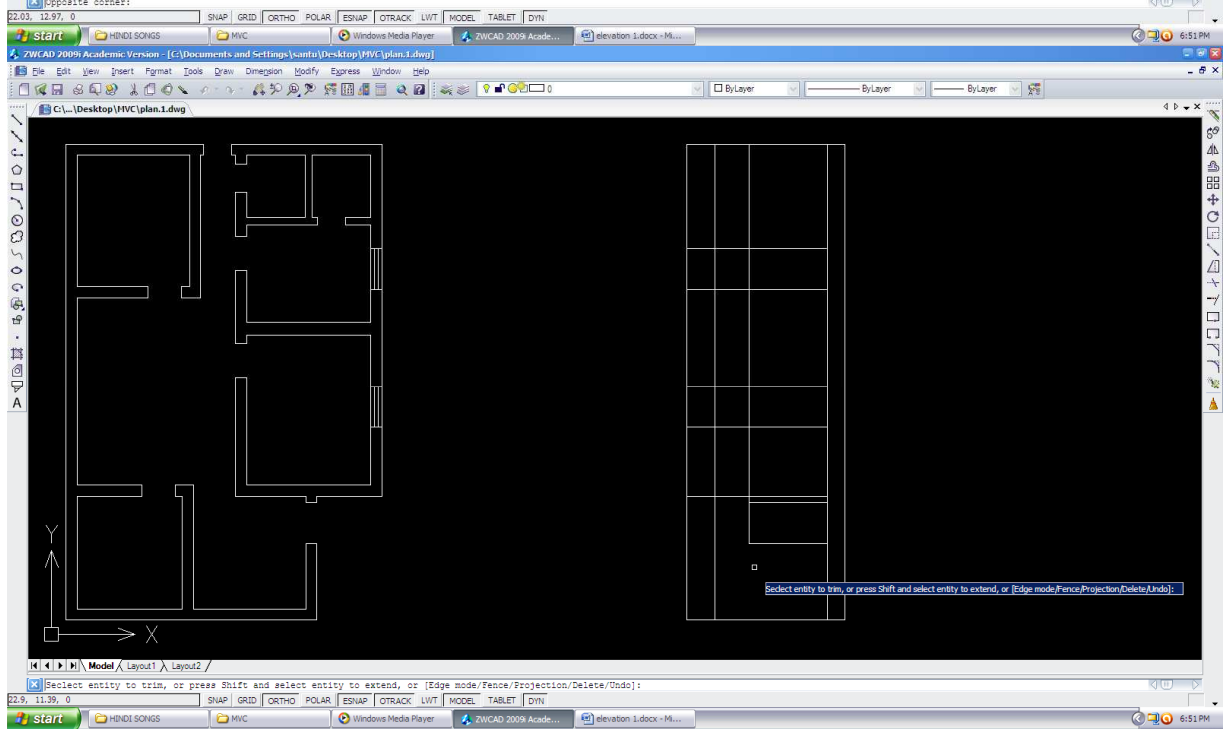 Opposite corner:
22.03, 12.97, 0 SNAP GRID ORTHO POLAR ESNAP OTRACK LWT MODEL TABLET DYN
start HINDI SONGS MVC Windows Media Player ZWCAD 2009i Acade... elevation 1.docx - Mi... 6:51 PM
ZWCAD 2009i Academic Version - [C:\Documents and Settings\santu\Desktop\MVC\plan.1.dwg]
File Edit View Insert Format Tools Draw Dimension Modify Express Window Help
0 ByLayer ByLayer ByLayer
C:\...\Desktop\MVC\plan.1.dwg
A
Y
Seclect entity to trim, or press Shift and select entity to extend, or [Edge mode/Fence/Projection/Delete/Undo]:
X
Model Layout1 Layout2
Seclect entity to trim, or press Shift and select entity to extend, or [Edge mode/Fence/Projection/Delete/Undo]:
22.9, 11.39, 0 SNAP GRID ORTHO POLAR ESNAP OTRACK LWT MODEL TABLET DYN
start HINDI SONGS MVC Windows Media Player ZWCAD 2009i Acade... elevation 1.docx - Mi... 6:51 PM